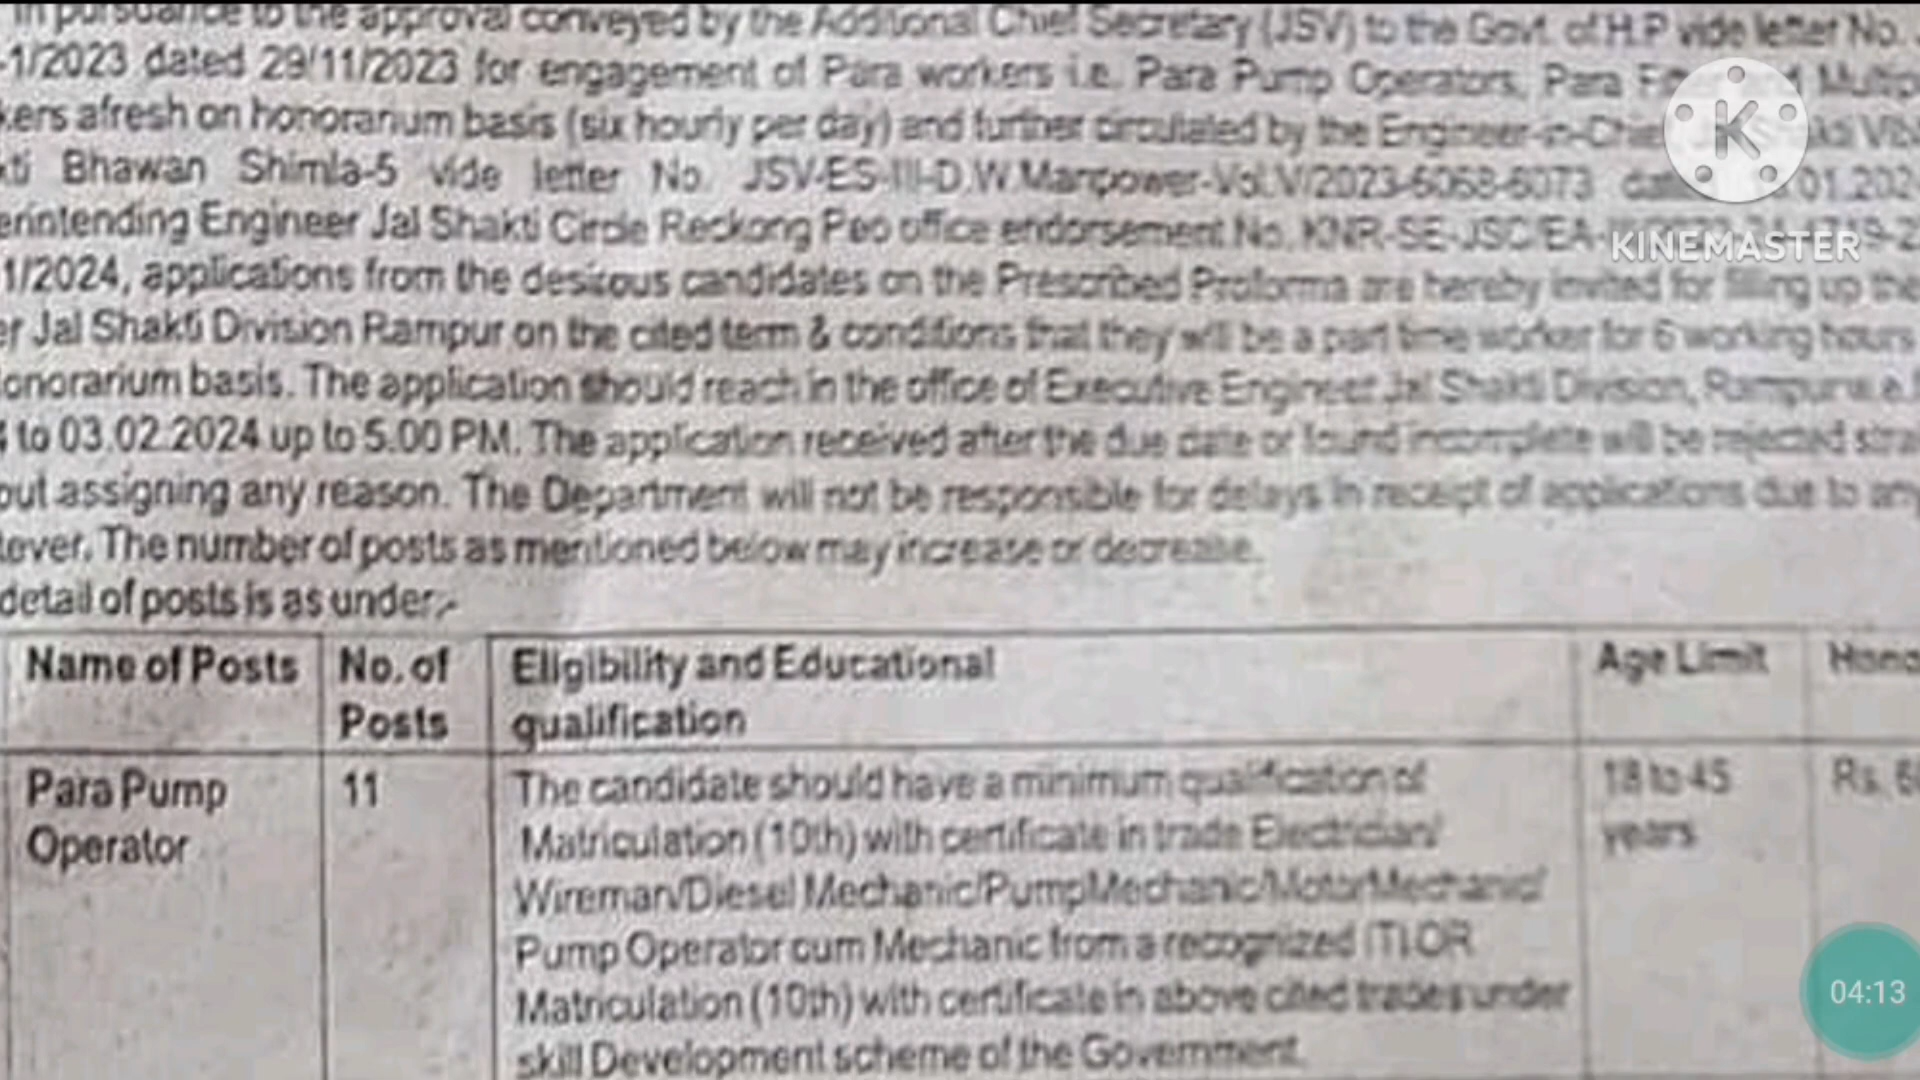 In pursuance to the approval conveyed by the Additional Chief Secretary (JSV) to the Govt. of H.P vide letter No.
-1/2023 dated 29/11/2023 for engagement of Para workers i.e. Para Pump Operators, Para
kers afresh on honorarium basis (six hourly per day) and further circulated by the Engineer-in-Chief
kti Bhawan Shimla-5 vide letter No. JSV-ES-III-D.W.Manpower-Vol.V/2023-6068-6073 01.202
erintending Engineer Jal Shakti Circle Reckong Peo office endorsement No. KNR-SE-JSC/EA-
1/2024, applications from the desirous candidates on the Prescribed Proforma are hereby invited for filling up the
er Jal Shakti Division Rampur on the cited term & conditions that they will be a part time worker for 6 working hours
onorarium basis. The application should reach in the office of Executive Engineer Jal Shakti Division, Rampur
to 03.02.2024 up to 5.00 PM. The application received after the due date or found incomplete will be rejected
out assigning any reason. The Department will not be responsible for delays in receipt of applications due to any
tever. The number of posts as mentioned below may increase or decrease.
detail of posts is as under:-
Name of Posts No. of Posts Eligibility and Educational qualification Age Limit Hono
Para Pump Operator 11 The candidate should have a minimum qualification of 18 to 45 years Rs. 6
Matriculation (10th) with certificate in trade Electrician/
Wireman/Diesel Mechanic/PumpMechanic/MotorMechanic/
Pump Operator cum Mechanic from a recognized ITI.OR
Matriculation (10th) with certificate in above cited trades under
skill Development scheme of the Government.
KINEMASTER
04:13